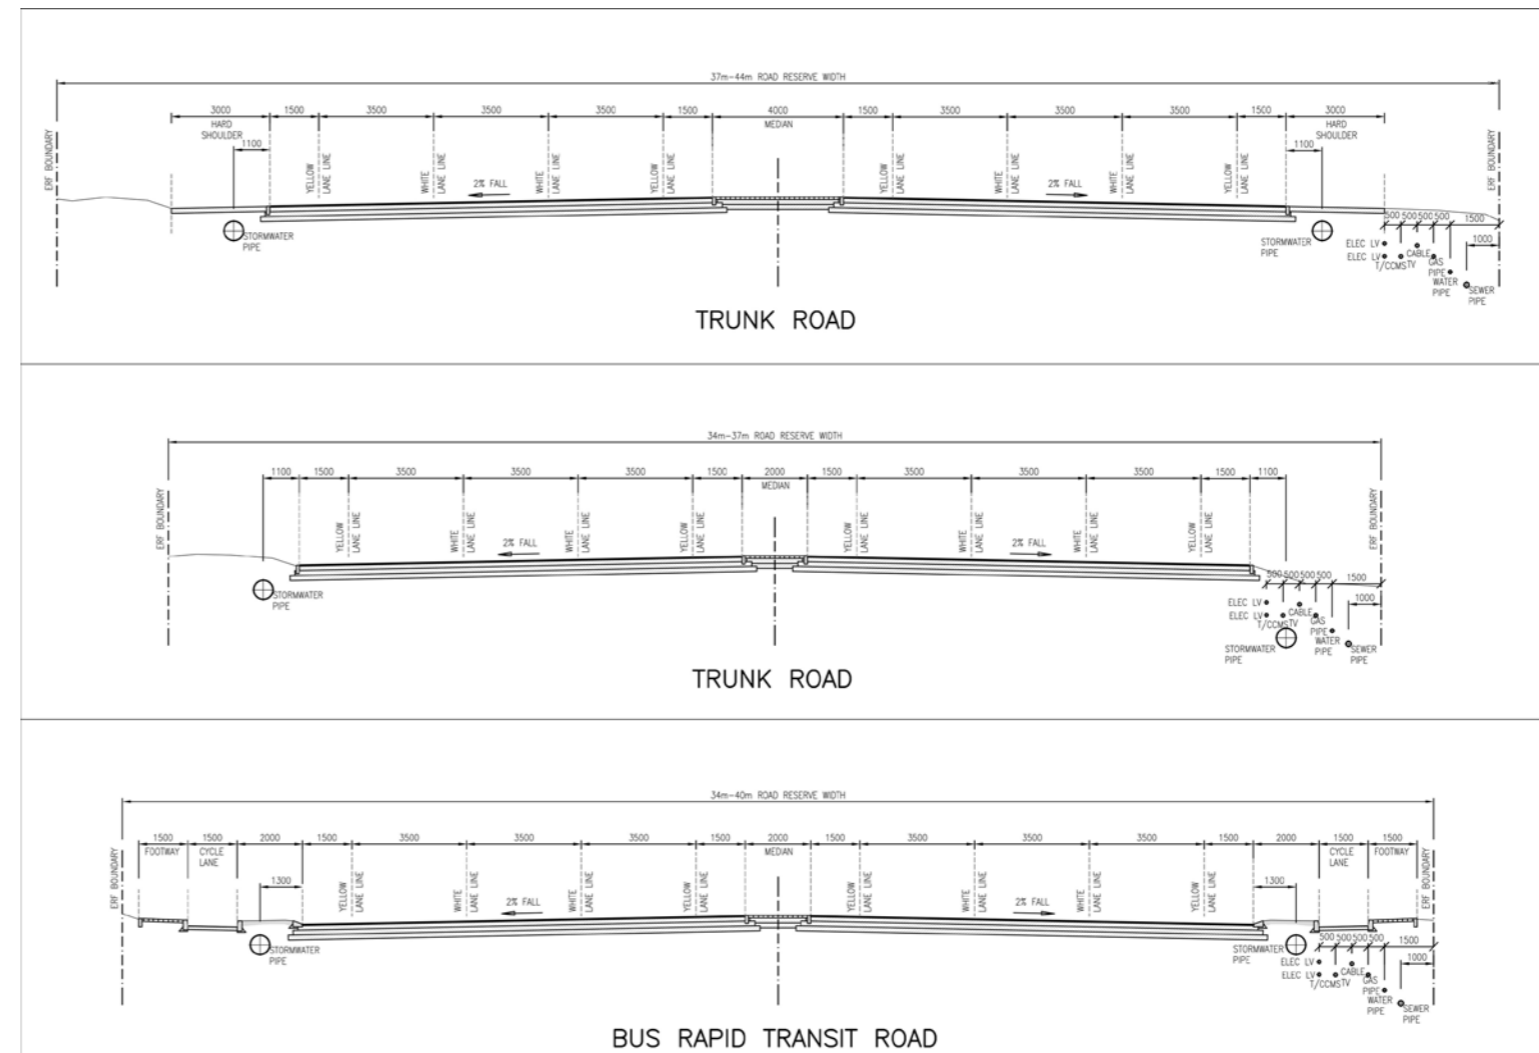 37m-44m ROAD RESERVE WIDTH
3000 1500 3500 3500 3500 1500 4000 1500 3500 3500 3500 1500 3000
HARD SHOULDER
MEDIAN
HARD SHOULDER
1100
1100
ERF BOUNDARY
YELLOW LANE LINE
WHITE LANE LINE
WHITE LANE LINE
YELLOW LANE LINE
YELLOW LANE LINE
WHITE LANE LINE
WHITE LANE LINE
YELLOW LANE LINE
ERF BOUNDARY
2% FALL
2% FALL
500 500 500 500 1500
1000
STORMWATER PIPE
STORMWATER PIPE
ELEC LV
ELEC LV
T/CCMS
CABLE TV
GAS PIPE
WATER PIPE
SEWER PIPE
TRUNK ROAD
34m-37m ROAD RESERVE WIDTH
1100 1500 3500 3500 3500 1500 2000 1500 3500 3500 3500 1500 1100
MEDIAN
ERF BOUNDARY
YELLOW LANE LINE
WHITE LANE LINE
WHITE LANE LINE
YELLOW LANE LINE
YELLOW LANE LINE
WHITE LANE LINE
WHITE LANE LINE
YELLOW LANE LINE
ERF BOUNDARY
2% FALL
2% FALL
500 500 500 500 1500
1000
STORMWATER PIPE
ELEC LV
ELEC LV
T/CCMS
CABLE TV
GAS PIPE
WATER PIPE
SEWER PIPE
STORMWATER PIPE
TRUNK ROAD
34m-40m ROAD RESERVE WIDTH
1500 1500 2000 1500 3500 3500 3500 1500 2000 1500 3500 3500 3500 1500 2000 1500 1500
FOOTWAY
CYCLE LANE
MEDIAN
CYCLE LANE
FOOTWAY
1300
1300
ERF BOUNDARY
YELLOW LANE LINE
WHITE LANE LINE
WHITE LANE LINE
YELLOW LANE LINE
YELLOW LANE LINE
WHITE LANE LINE
WHITE LANE LINE
YELLOW LANE LINE
ERF BOUNDARY
2% FALL
2% FALL
500 500 500 500 1500
1000
STORMWATER PIPE
STORMWATER PIPE
ELEC LV
ELEC LV
T/CCMS
CABLE TV
GAS PIPE
WATER PIPE
SEWER PIPE
BUS RAPID TRANSIT ROAD